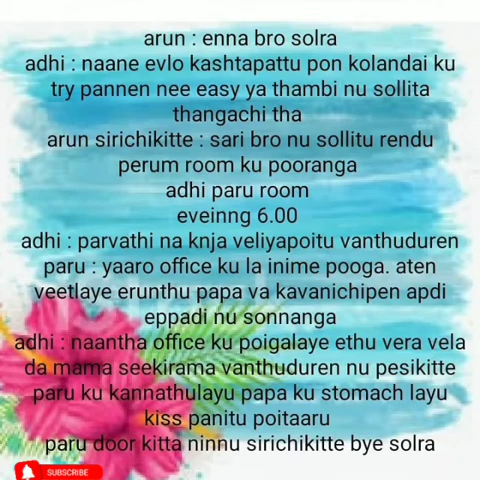 arun : enna bro solra
adhi : naane evlo kashtapattu pon kolandai ku
try pannen nee easy ya thambi nu sollita
thangachi tha
arun sirichikitte : sari bro nu sollitu rendu
perum room ku pooranga
adhi paru room
eveinng 6.00
adhi : parvathi na knja veliyapoitu vanthuduren
paru : yaaro office ku la inime pooga. aten
veetlaye erunthu papa va kavanichipen apdi
eppadi nu sonnanga
adhi : naantha office ku poigalaye ethu vera vela
da mama seekirama vanthuduren nu pesikitte
paru ku kannathulayu papa ku stomach layu
kiss panitu poitaaru
paru door kitta ninnu sirichikitte bye solra
SUBSCRIBE